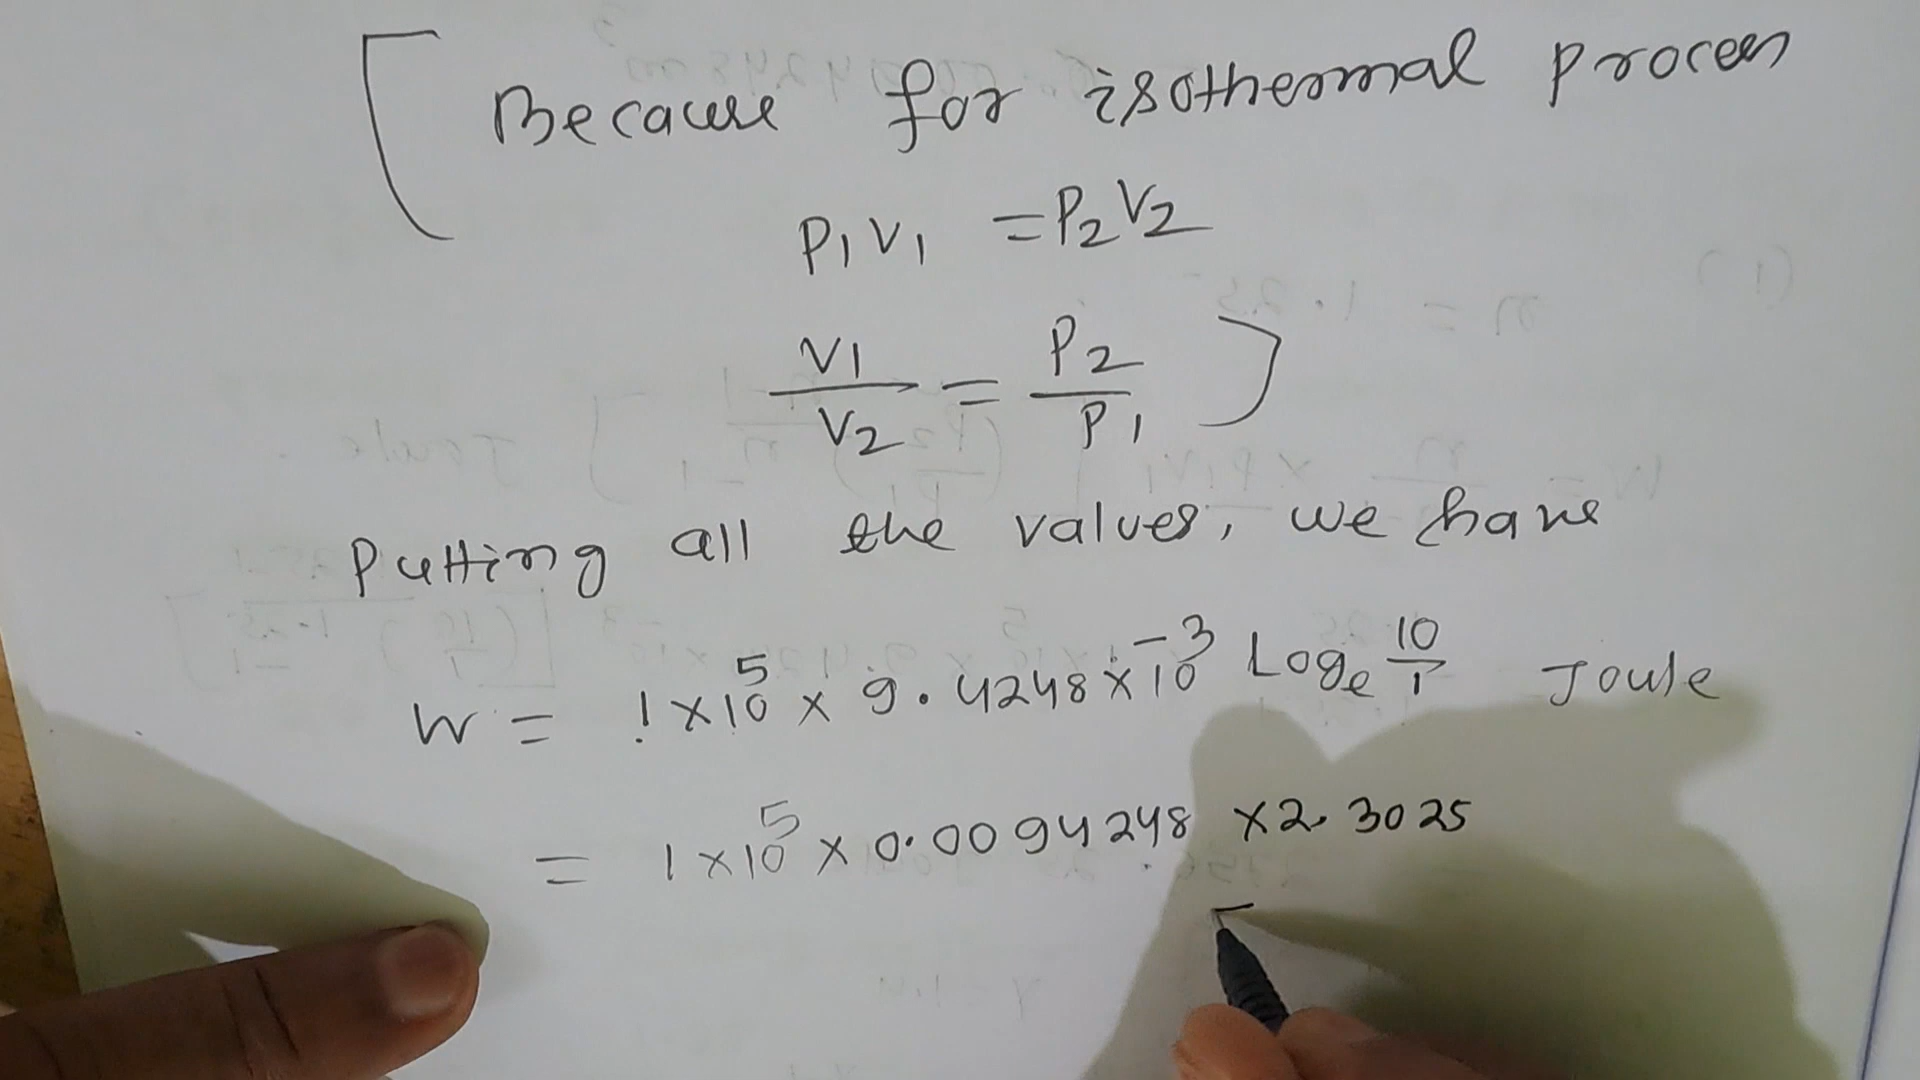 [ Because for isothermal process
P1V1 = P2V2
V1/V2 = P2/P1 ]
Putting all the values, we have
W = 1×10^5 × 9.4248×10^-3 Loge 10/1 Joule
= 1×10^5 × 0.0094248 ×2.3025